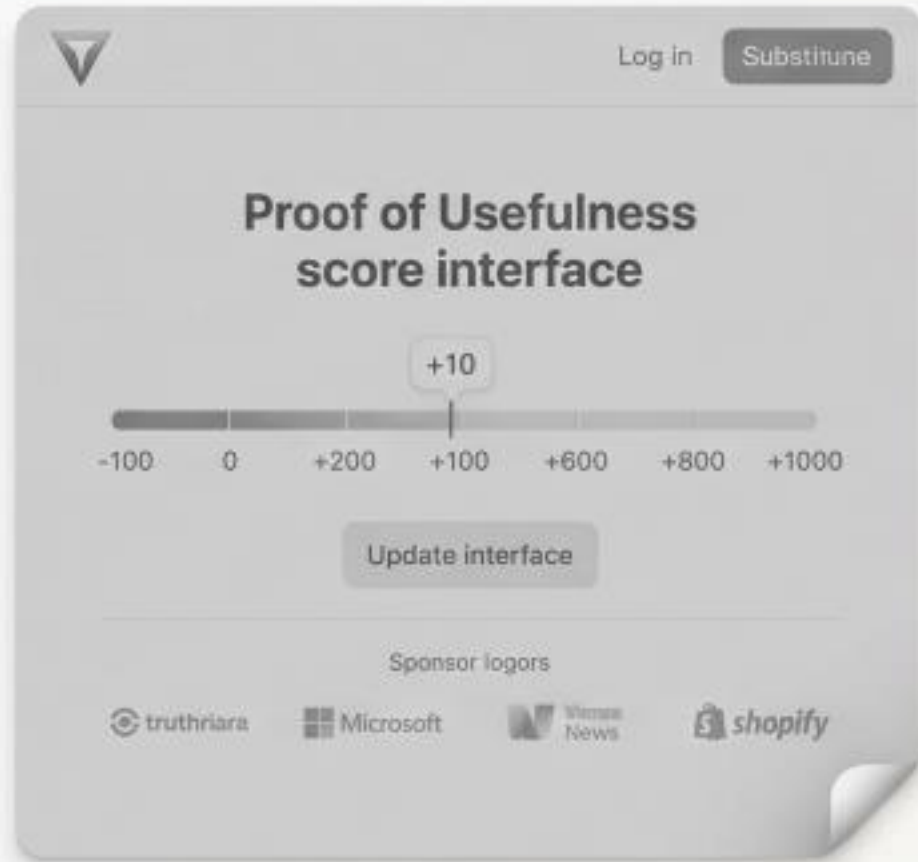 Log in
Substitune
Proof of Usefulness
score interface
+10
-100 0 +200 +100 +600 +800 +1000
Update interface
Sponsor logors
truthriara
Microsoft
News
shopify